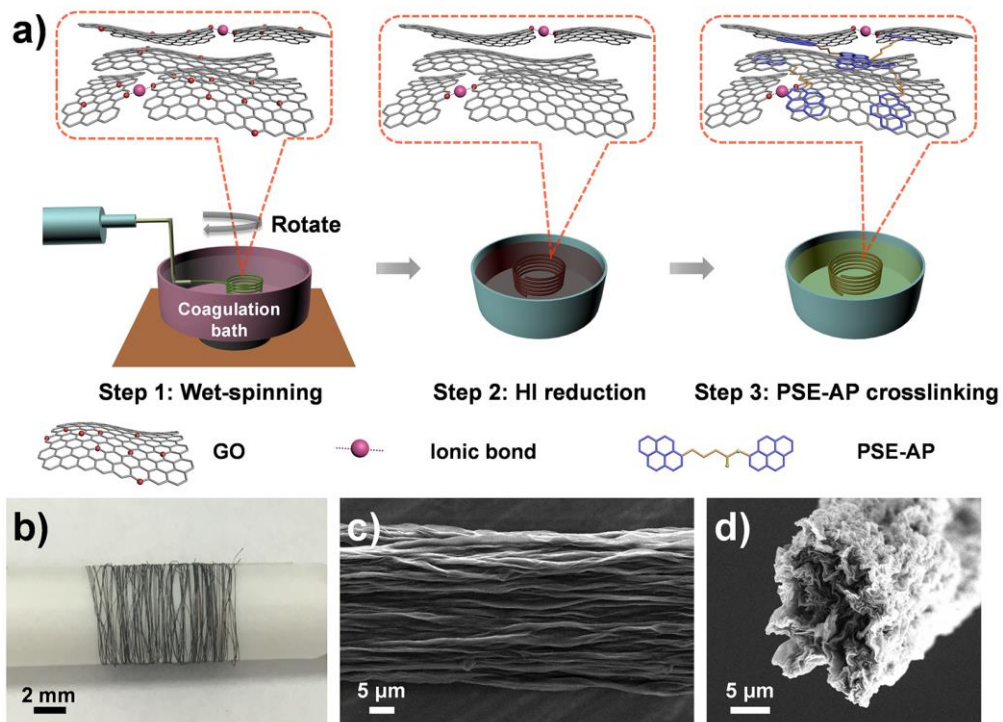 a)
Rotate
Coagulation
bath
Step 1: Wet-spinning
Step 2: HI reduction
Step 3: PSE-AP crosslinking
GO
Ionic bond
PSE-AP
b)
2 mm
c)
5 μm
d)
5 μm